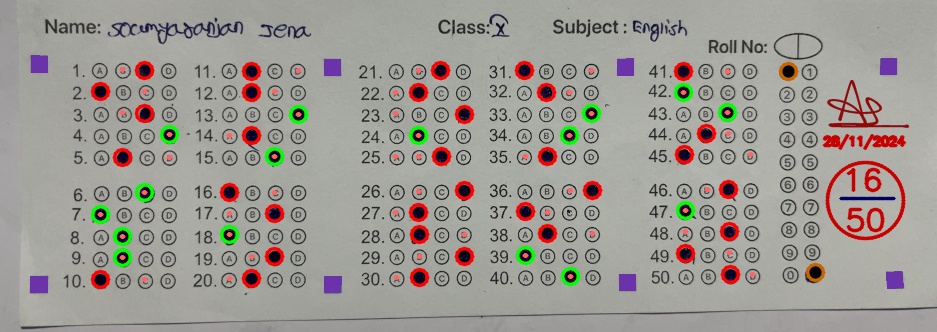 Name: Soumyaranjan Jena Class: X Subject : English
Roll No:
1. A B D 11. A C D 21. A B D 31. B C D 41. B C D 1
2. B C D 12. A C D 22. A C D 32. A C D 42. B C D 2 2
3. A B D 13. A B C 23. A B C 33. A B C 43. A B D 3 3
4. A B C 14. A C D 24. A C D 34. A B D 44. A C D 4 4
5. A C D 15. A B D 25. A B D 35. A C D 45. B C D 5 5
28/11/2024
6. A B D 16. B C D 26. A B C 36. A B C 46. A B D 6 6
16
7. B C D 17. A B D 27. A C D 37. B C D 47. B C D 7 7
50
8. A C D 18. B C D 28. A C D 38. A C D 48. A B D 8 8
9. A C D 19. A B D 29. A B C 39. B C D 49. B C D 9 9
10. B C D 20. A C D 30. A C D 40. A B D 50. A B D 0